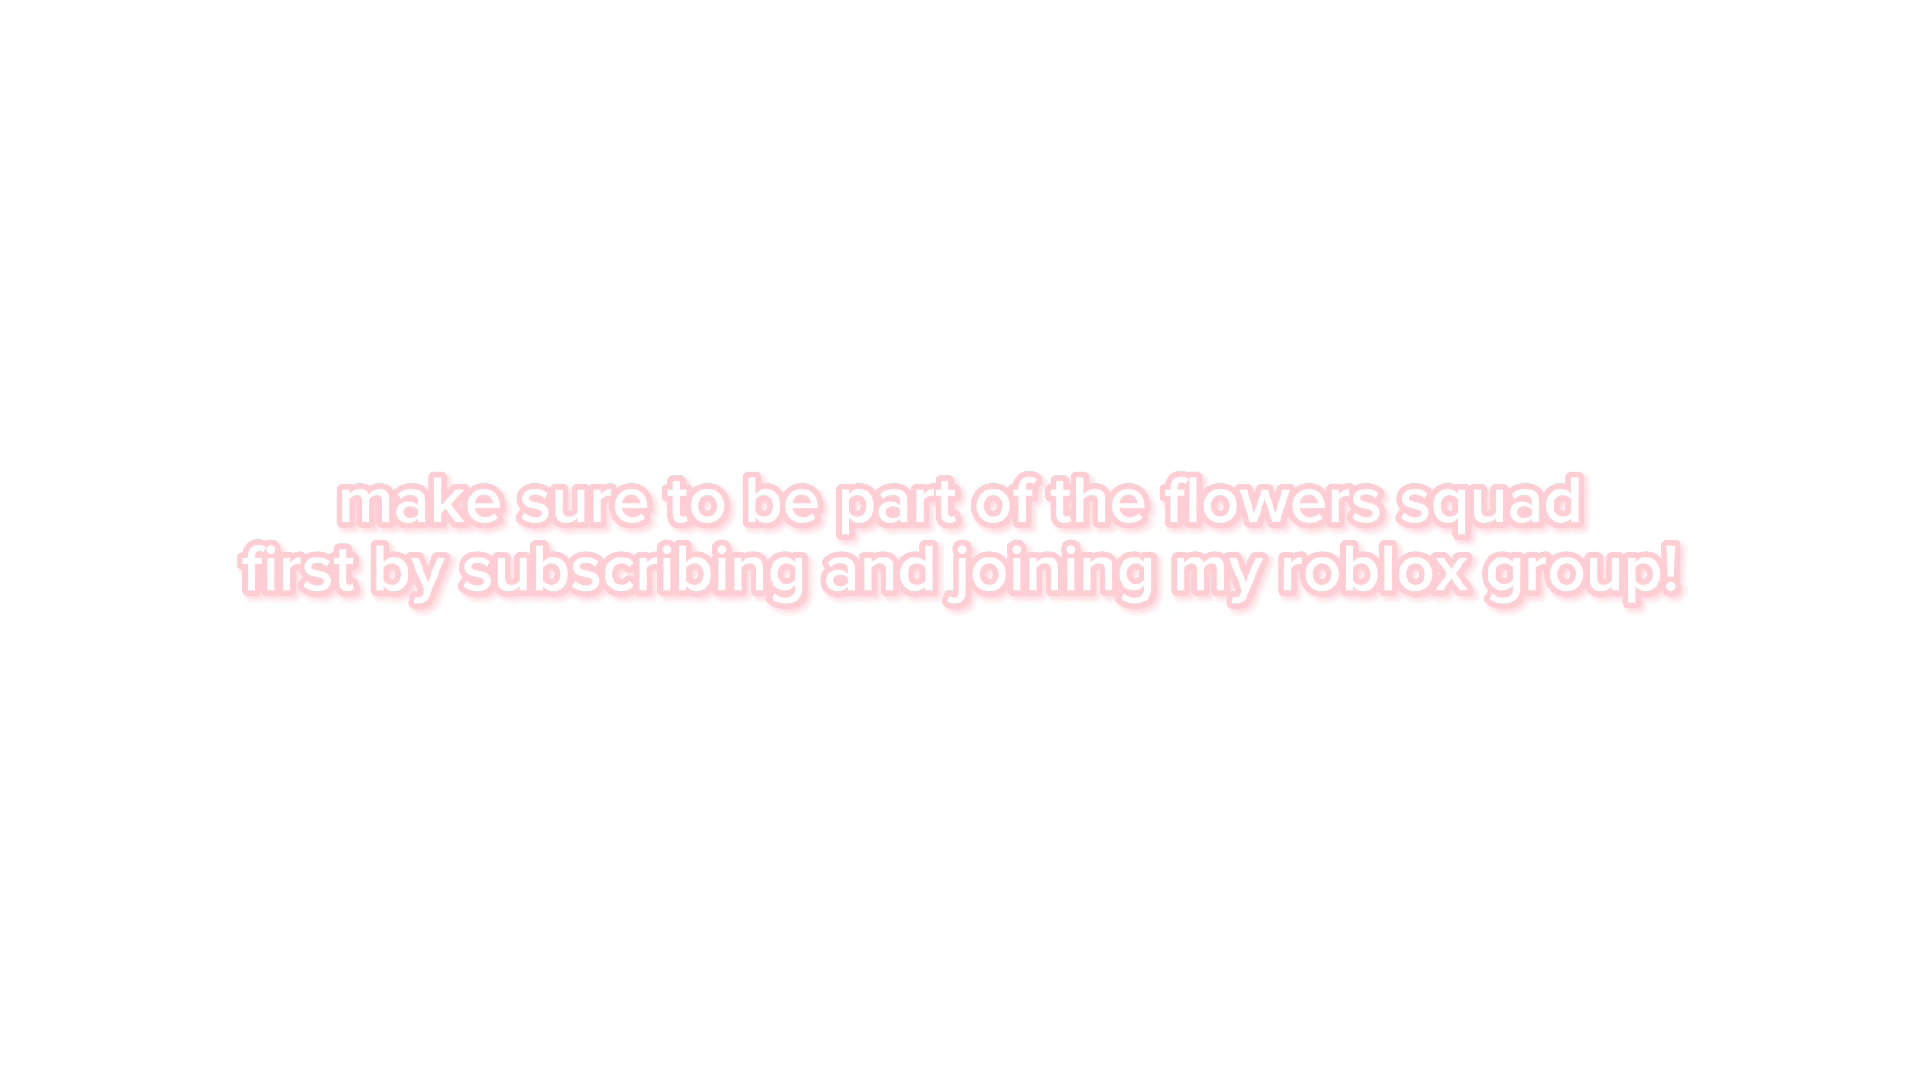 make sure to be part of the flowers squad
first by subscribing and joining my roblox group!